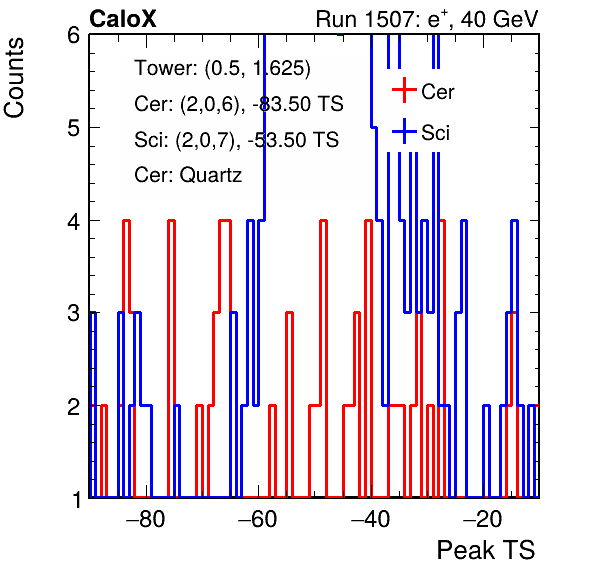 CaloX
Run 1507: e⁺, 40 GeV
Counts
6
5
4
3
2
1
Tower: (0.5, 1.625)
Cer: (2,0,6), -83.50 TS
Sci: (2,0,7), -53.50 TS
Cer: Quartz
Cer
Sci
−80
−60
−40
−20
Peak TS